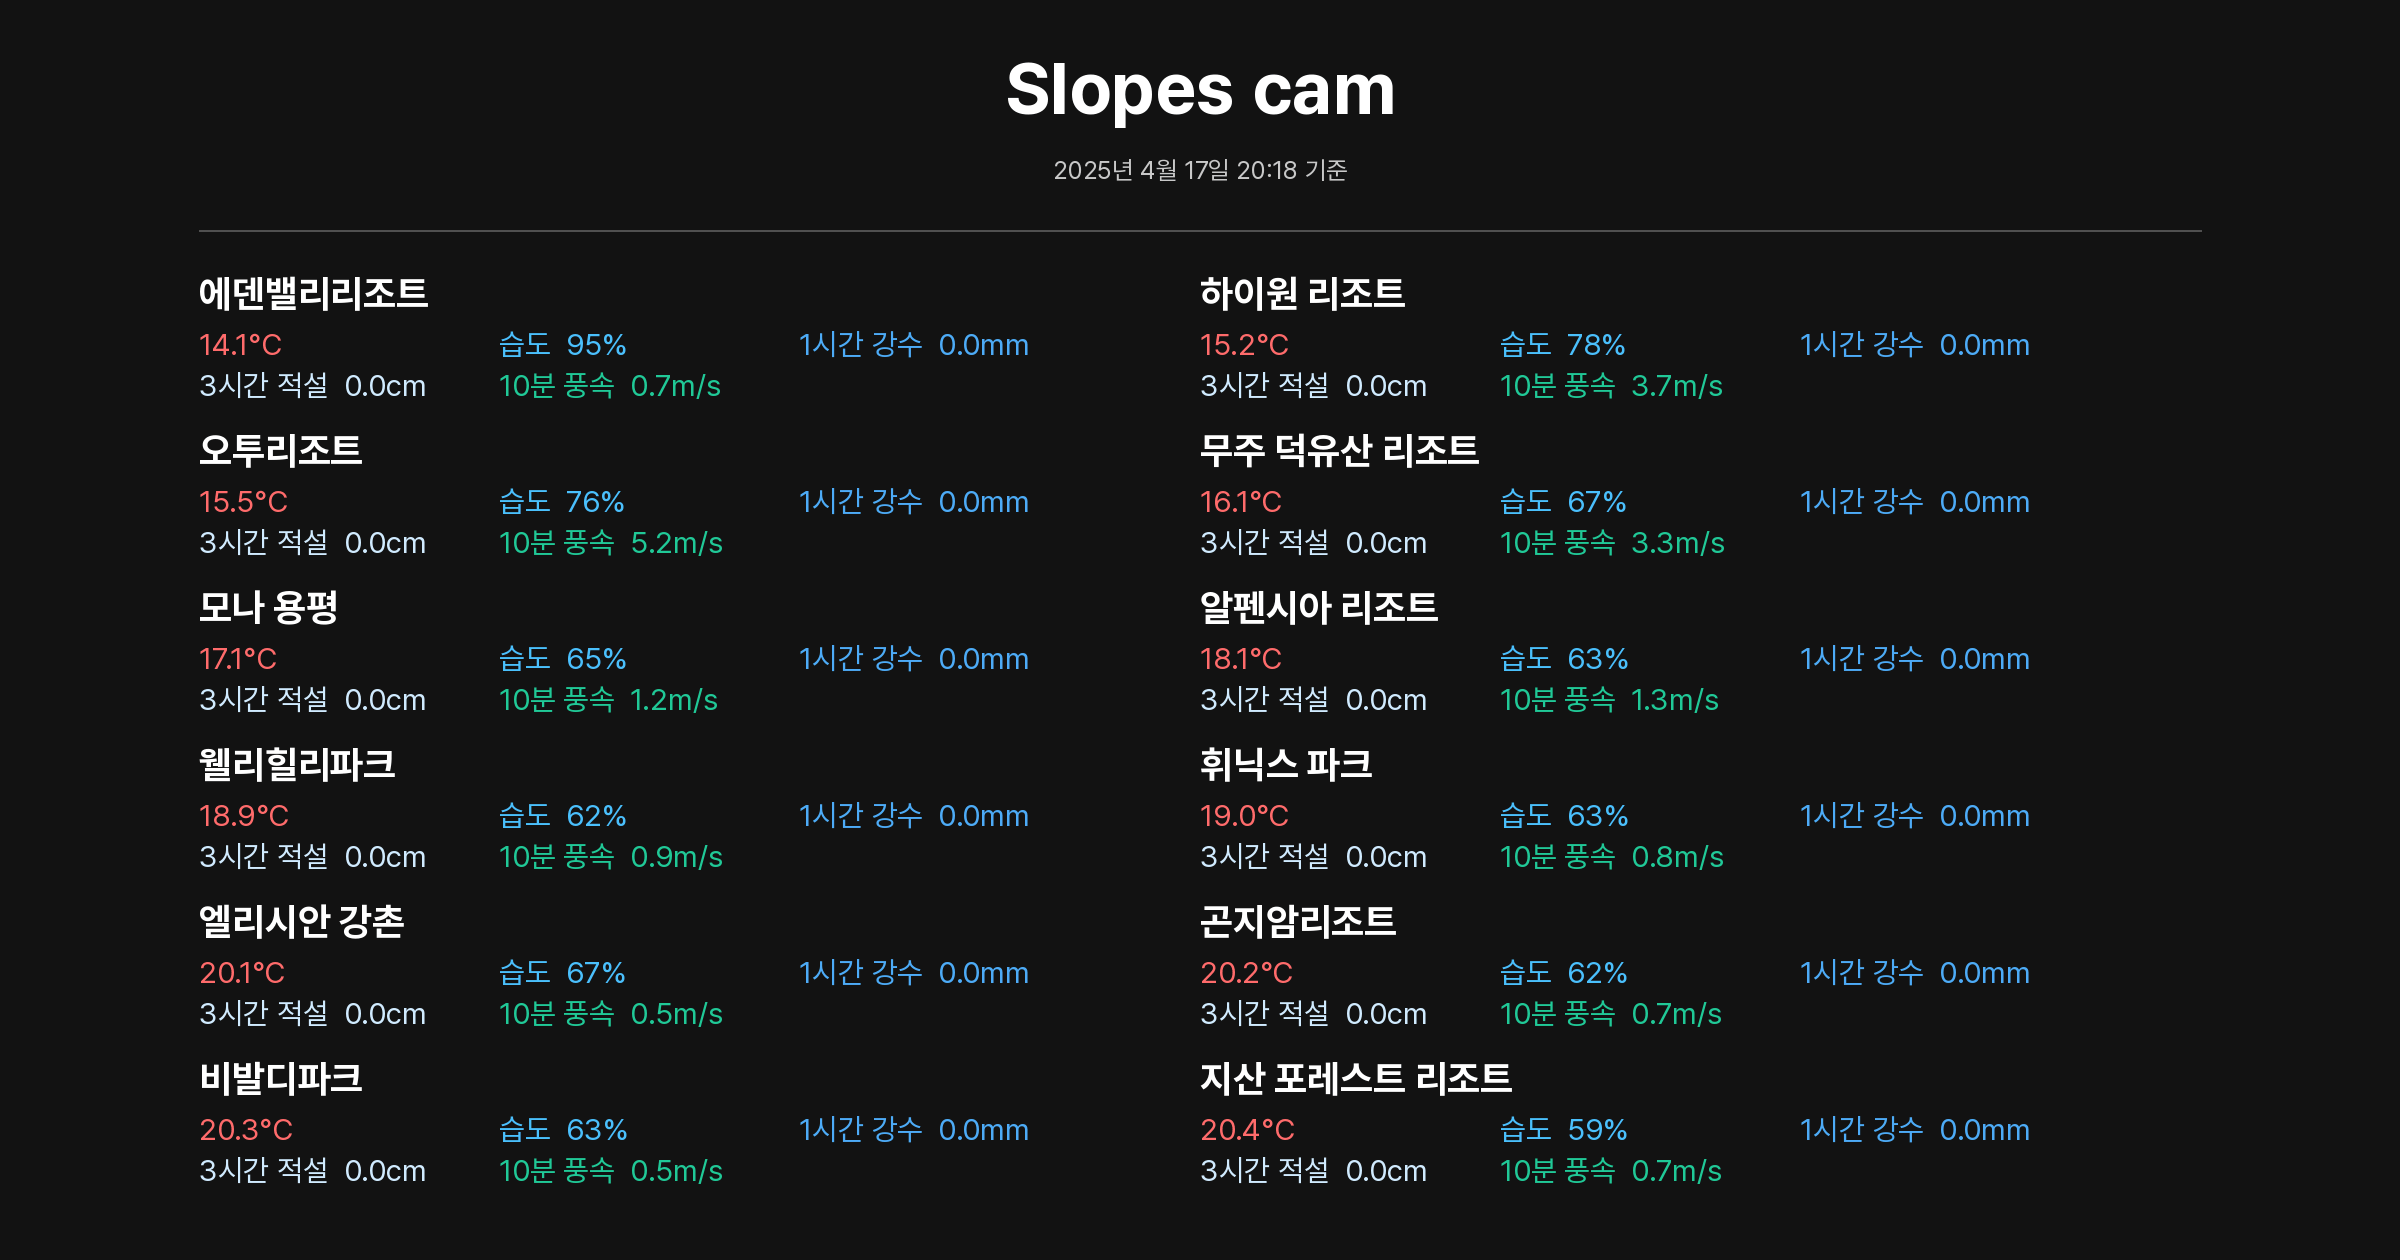 Slopes cam
2025년 4월 17일 20:18 기준
에덴밸리리조트
14.1°C 습도 95% 1시간 강수 0.0mm
3시간 적설 0.0cm 10분 풍속 0.7m/s
하이원 리조트
15.2°C 습도 78% 1시간 강수 0.0mm
3시간 적설 0.0cm 10분 풍속 3.7m/s
오투리조트
15.5°C 습도 76% 1시간 강수 0.0mm
3시간 적설 0.0cm 10분 풍속 5.2m/s
무주 덕유산 리조트
16.1°C 습도 67% 1시간 강수 0.0mm
3시간 적설 0.0cm 10분 풍속 3.3m/s
모나 용평
17.1°C 습도 65% 1시간 강수 0.0mm
3시간 적설 0.0cm 10분 풍속 1.2m/s
알펜시아 리조트
18.1°C 습도 63% 1시간 강수 0.0mm
3시간 적설 0.0cm 10분 풍속 1.3m/s
웰리힐리파크
18.9°C 습도 62% 1시간 강수 0.0mm
3시간 적설 0.0cm 10분 풍속 0.9m/s
휘닉스 파크
19.0°C 습도 63% 1시간 강수 0.0mm
3시간 적설 0.0cm 10분 풍속 0.8m/s
엘리시안 강촌
20.1°C 습도 67% 1시간 강수 0.0mm
3시간 적설 0.0cm 10분 풍속 0.5m/s
곤지암리조트
20.2°C 습도 62% 1시간 강수 0.0mm
3시간 적설 0.0cm 10분 풍속 0.7m/s
비발디파크
20.3°C 습도 63% 1시간 강수 0.0mm
3시간 적설 0.0cm 10분 풍속 0.5m/s
지산 포레스트 리조트
20.4°C 습도 59% 1시간 강수 0.0mm
3시간 적설 0.0cm 10분 풍속 0.7m/s